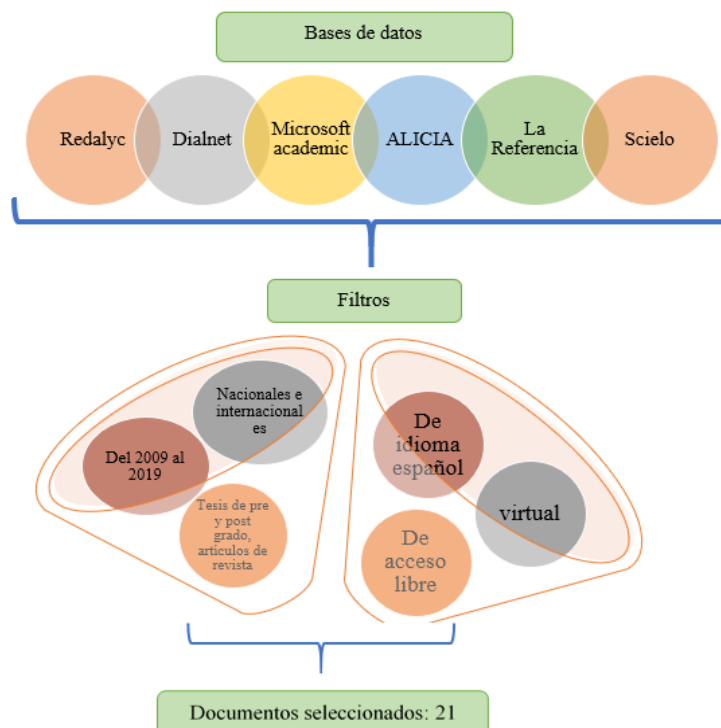 Bases de datos
Redalyc
Dialnet
Microsoft
academic
ALICIA
La
Referencia
Scielo
Filtros
Nacionales e
internacional
es
Del 2009 al
2019
Tesis de pre
y post
grado,
artículos de
revista
De
idioma
español
virtual
De
acceso
libre
Documentos seleccionados: 21